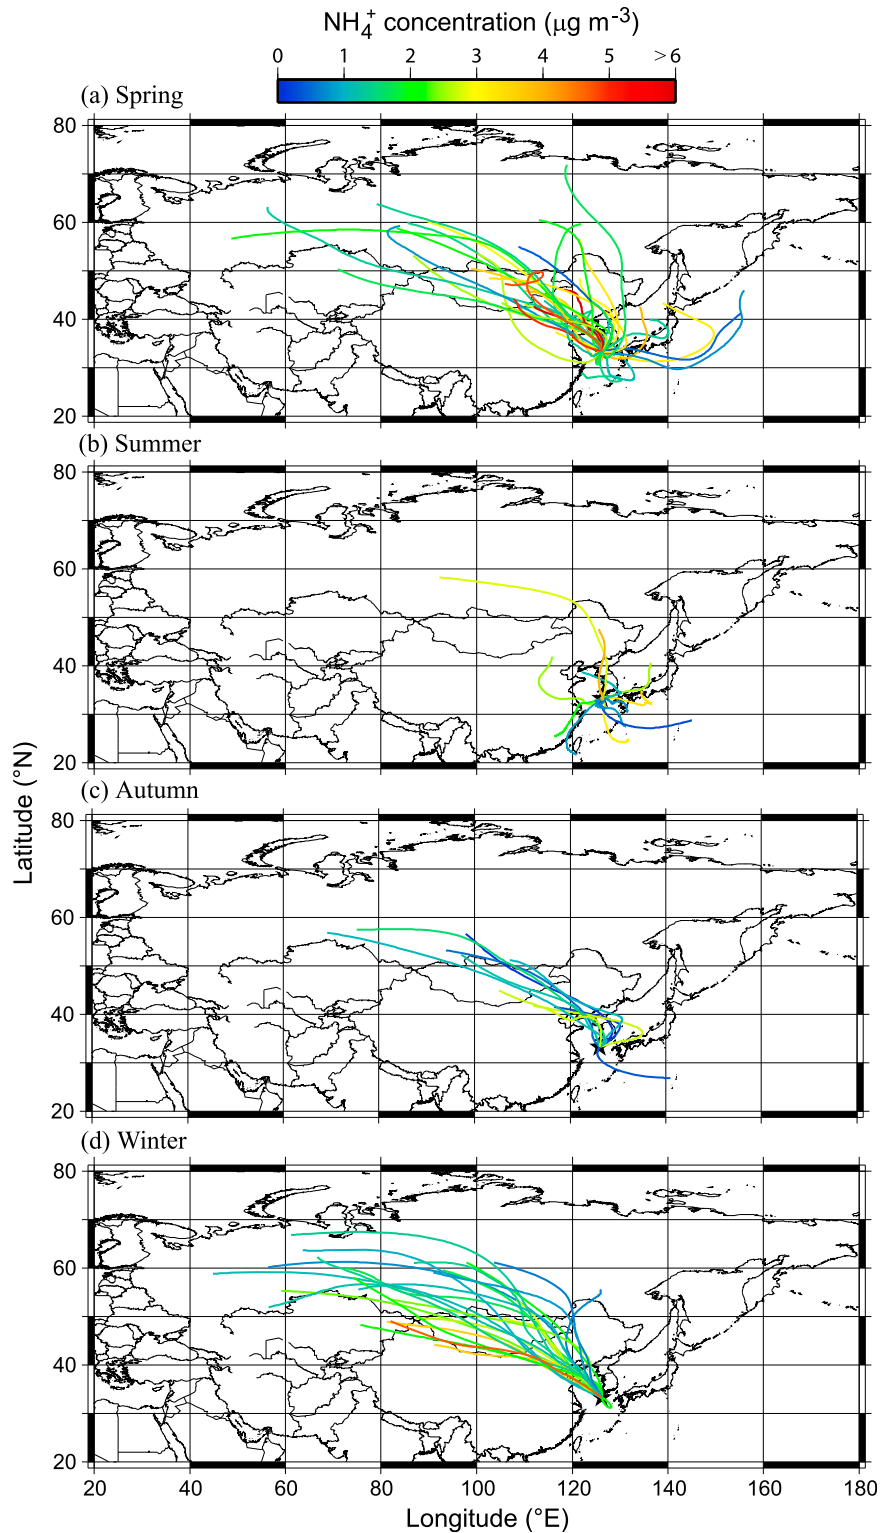 NH₄⁺ concentration (μg m⁻³)
0 1 2 3 4 5 >6
(a) Spring
80
60
40
20
(b) Summer
80
60
40
20
(c) Autumn
80
60
40
20
(d) Winter
80
60
40
20
20 40 60 80 100 120 140 160 180
Latitude (°N)
Longitude (°E)